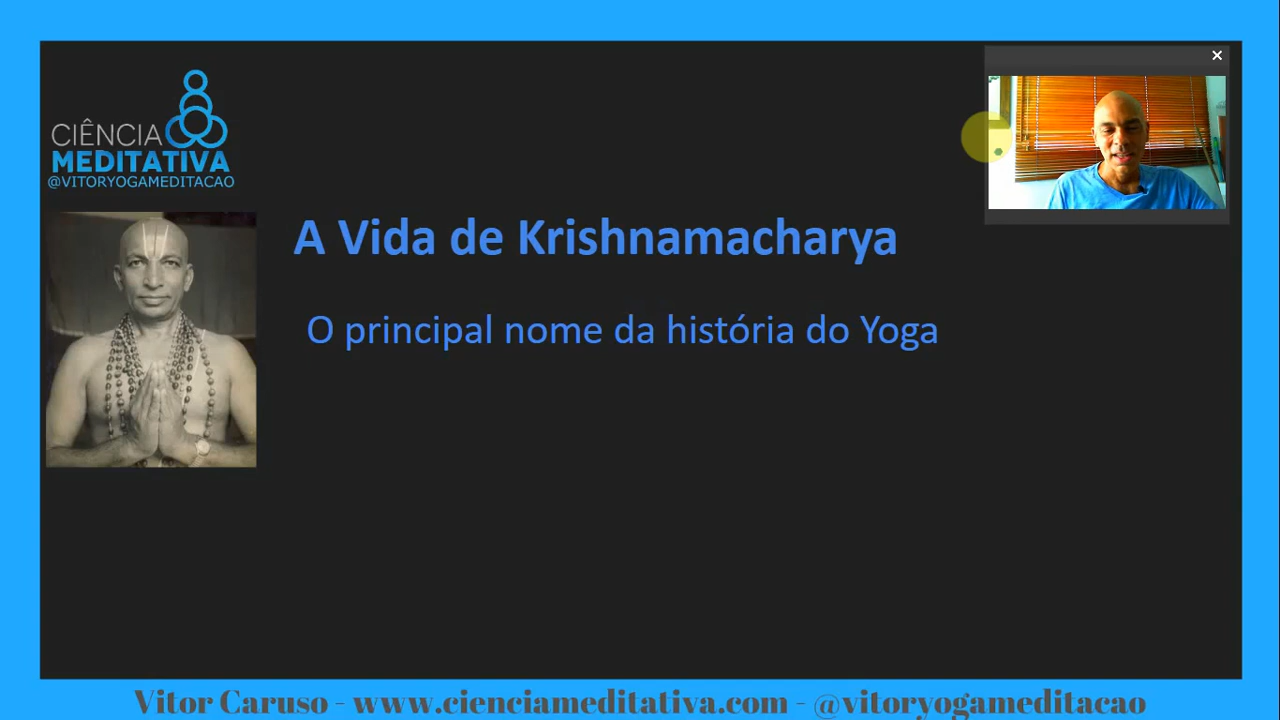 CIÊNCIA
MEDITATIVA
@VITORYOGAMEDITACAO
A Vida de Krishnamacharya
O principal nome da história do Yoga
Vitor Caruso - www.cienciameditativa.com - @vitoryogameditacao